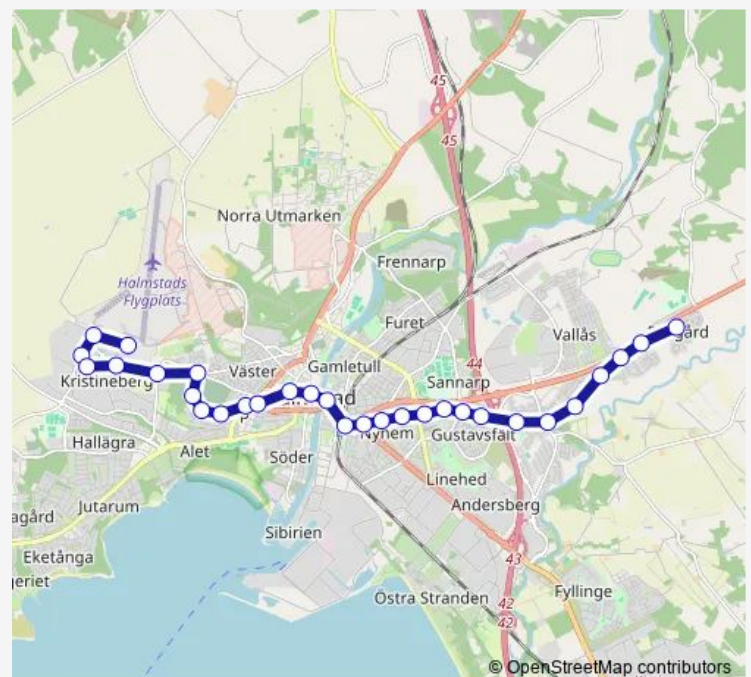 45
45
Norra Utmarken
Frennarp
Halmstads
Flygplats
Furet
Vallås
44
Väster
Gamletull
Sannarp
Kristineberg
Hallägra
Alet
Söder
Nyhem
Gustavsfält
Linehed
Andersberg
Jutarum
Sibirien
43
Eketånga
Östra Stranden
42
42
Fyllinge
© OpenStreetMap contributors